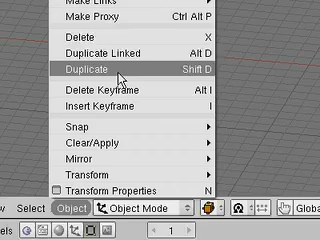 Make Links
Make Proxy Ctrl Alt P
Delete X
Duplicate Linked Alt D
Duplicate Shift D
Delete Keyframe Alt I
Insert Keyframe I
Snap
Clear/Apply
Mirror
Transform
Transform Properties N
Select Object Object Mode Global
1